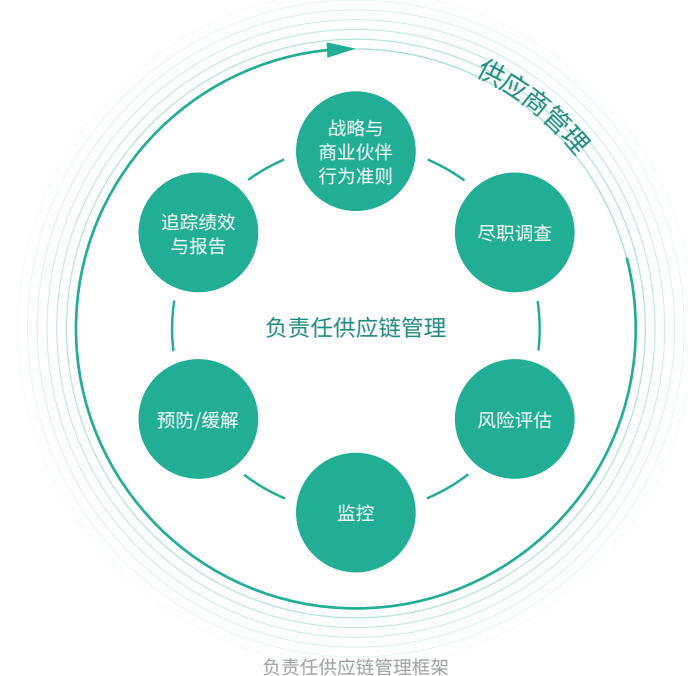 供应商管理
战略与
商业伙伴
行为准则
尽职调查
风险评估
监控
预防/缓解
追踪绩效
与报告
负责任供应链管理
负责任供应链管理框架